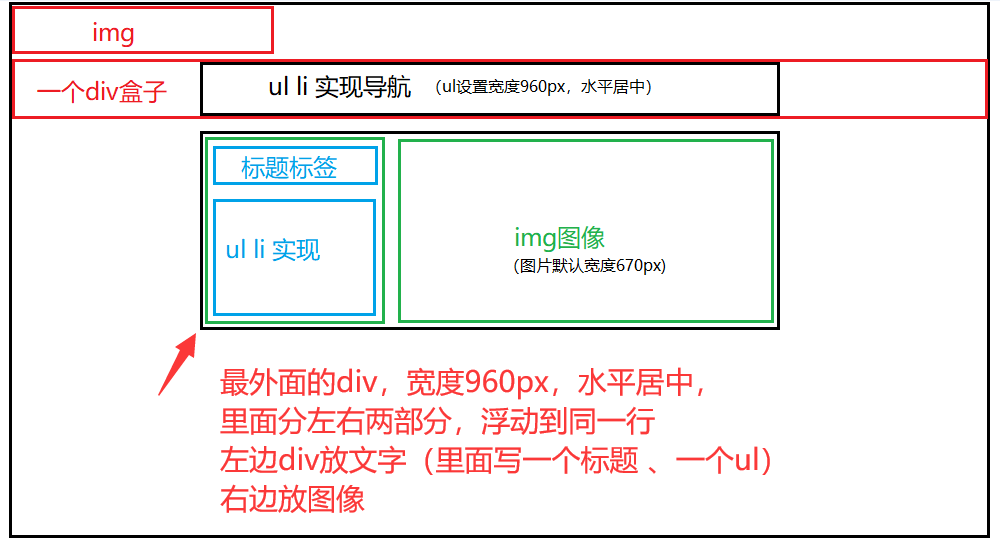 img
一个div盒子
ul li 实现导航 （ul设置宽度960px，水平居中）
标题标签
ul li 实现
img图像
(图片默认宽度670px)
最外面的div，宽度960px，水平居中，
里面分左右两部分，浮动到同一行
左边div放文字（里面写一个标题 、一个ul）
右边放图像